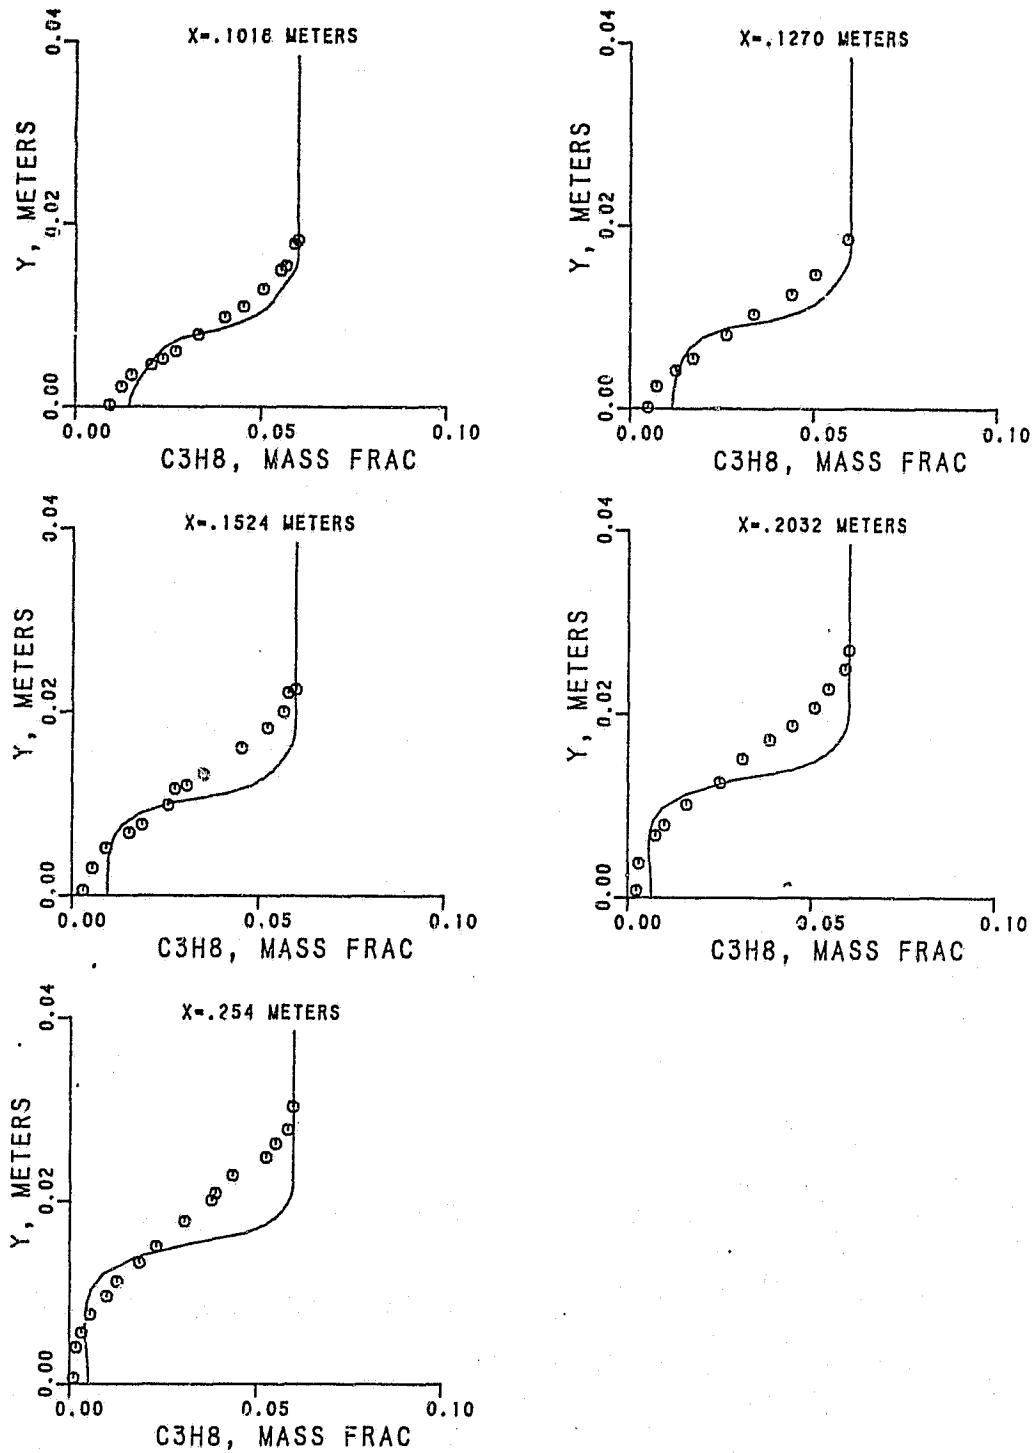 X=.1016 METERS
0.04
0.02
0.00
Y, METERS
0.00 0.05 0.10
C3H8, MASS FRAC
X=.1270 METERS
0.04
0.02
0.00
Y, METERS
0.00 0.05 0.10
C3H8, MASS FRAC
X=.1524 METERS
0.04
0.02
0.00
Y, METERS
0.00 0.05 0.10
C3H8, MASS FRAC
X=.2032 METERS
0.04
0.02
0.00
Y, METERS
0.00 0.05 0.10
C3H8, MASS FRAC
X=.254 METERS
0.04
0.02
0.00
Y, METERS
0.00 0.05 0.10
C3H8, MASS FRAC